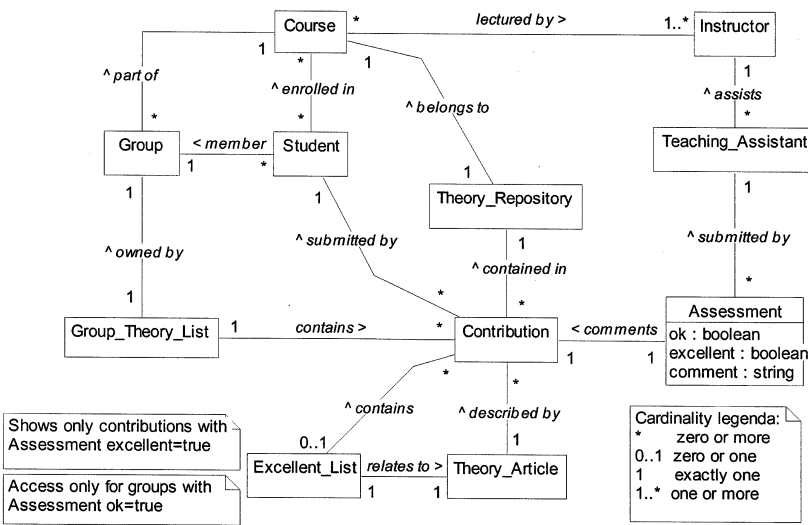 Course
*
lectured by >
1..*
Instructor
1
*
1
1
^ part of
^ enrolled in
^ belongs to
^ assists
*
*
*
Group
< member
Student
Teaching_Assistant
1
*
1
1
1
1
Theory_Repository
^ submitted by
^ submitted by
^ owned by
1
^ contained in
1
*
*
*
Group_Theory_List
1
contains >
*
Contribution
< comments
1
1
Assessment
ok : boolean
excellent : boolean
comment : string
*
*
^ contains
^ described by
0..1
1
Excellent_List
relates to >
1
1
Theory_Article
Shows only contributions with
Assessment excellent=true
Access only for groups with
Assessment ok=true
Cardinality legenda:
* zero or more
0..1 zero or one
1 exactly one
1..* one or more